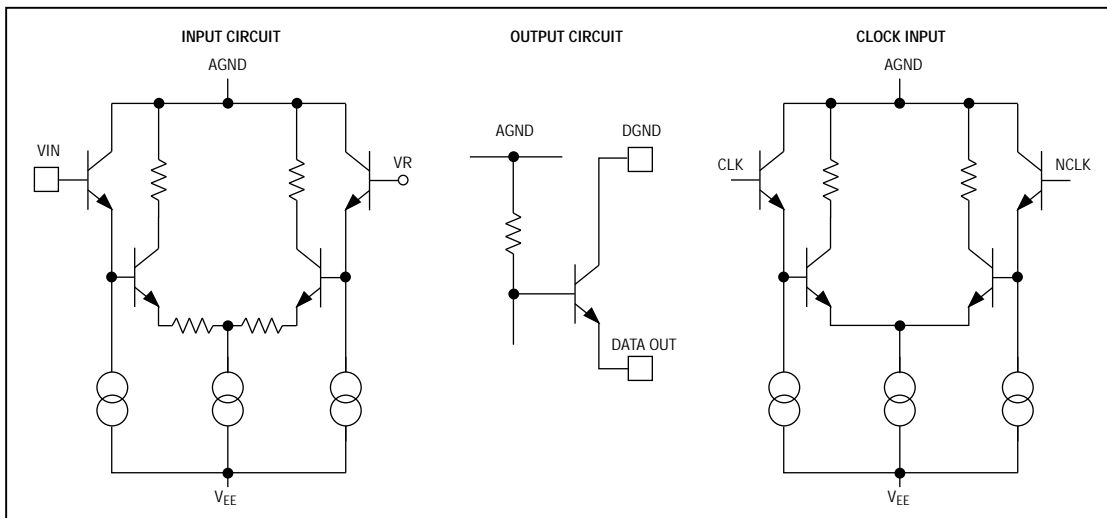 INPUT CIRCUIT
AGND
VIN
VR
VEE
OUTPUT CIRCUIT
AGND
DGND
DATA OUT
CLOCK INPUT
AGND
CLK
NCLK
VEE